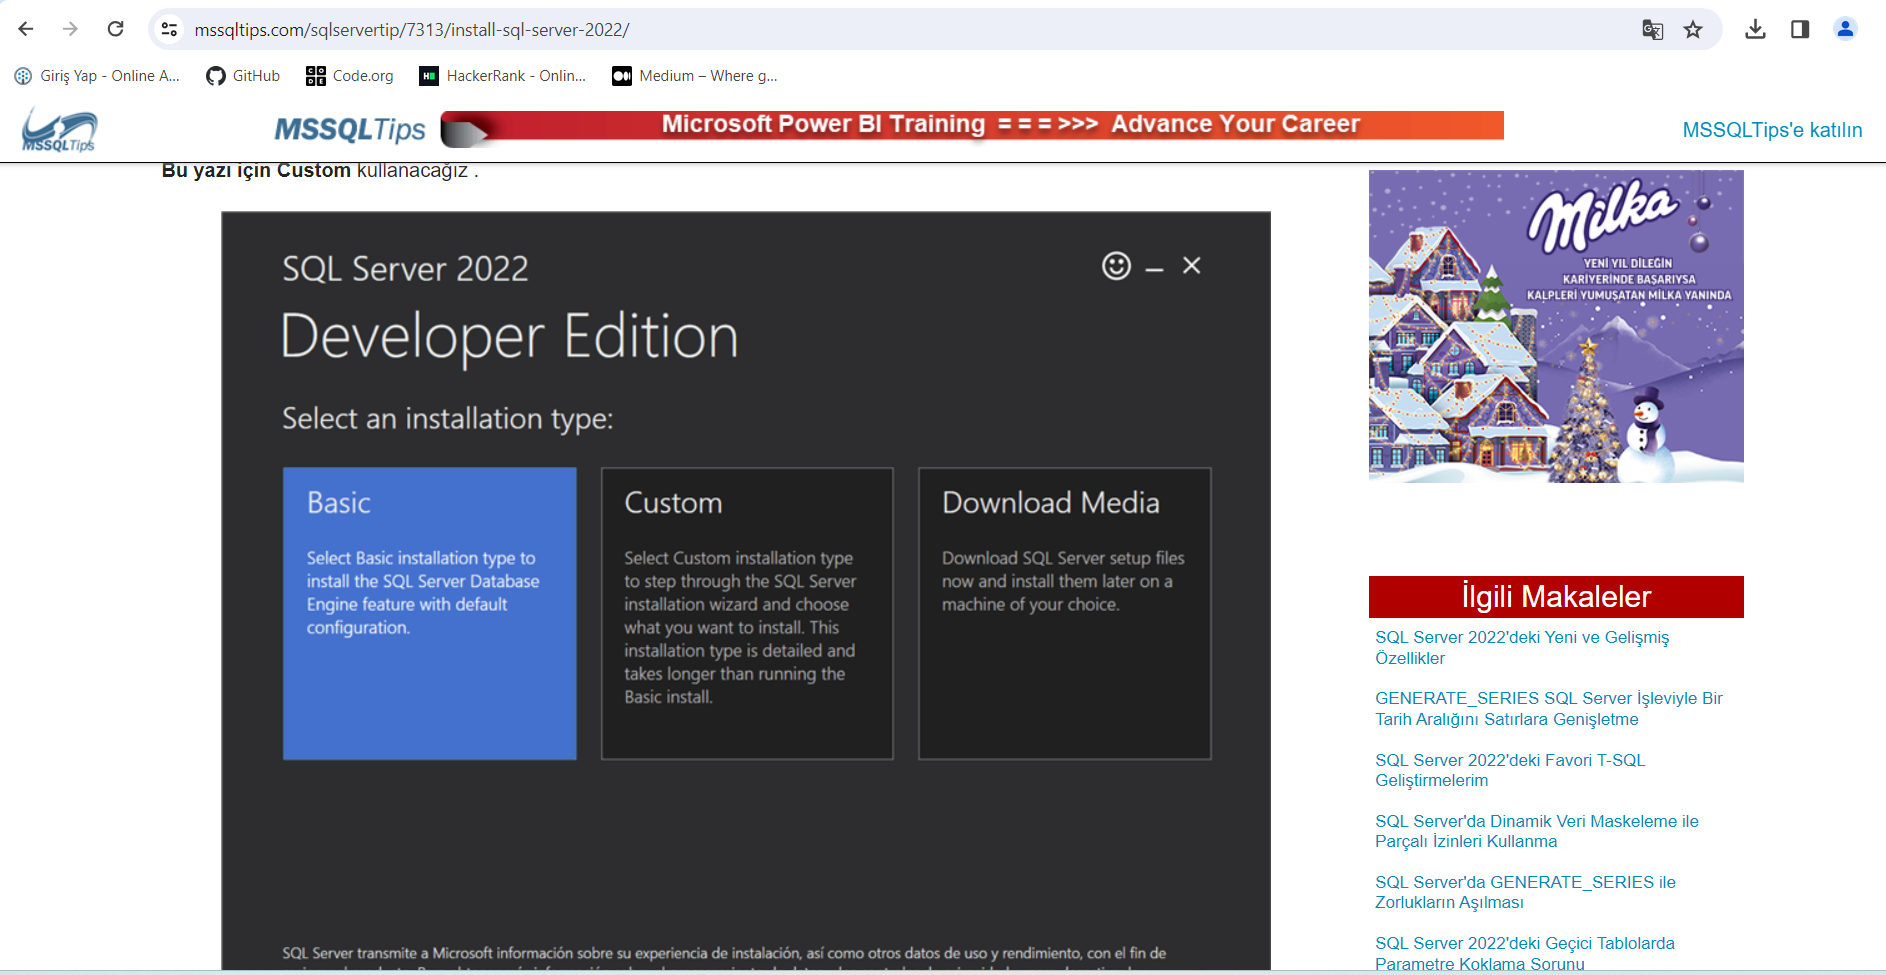 mssqltips.com/sqlservertip/7313/install-sql-server-2022/
Giriş Yap - Online A...
GitHub
CODE
Code.org
H
HackerRank - Onlin...
Medium – Where g...
MSSQLTips
MSSQLTips
Microsoft Power BI Training = = = >>> Advance Your Career
MSSQLTips'e katılın
Bu yazı için Custom kullanacağız .
SQL Server 2022
Developer Edition
Select an installation type:
Basic
Select Basic installation type to
install the SQL Server Database
Engine feature with default
configuration.
Custom
Select Custom installation type
to step through the SQL Server
installation wizard and choose
what you want to install. This
installation type is detailed and
takes longer than running the
Basic install.
Download Media
Download SQL Server setup files
now and install them later on a
machine of your choice.
SQL Server transmite a Microsoft información sobre su experiencia de instalación, así como otros datos de uso y rendimiento, con el fin de
Milka
YENİ YIL DİLEĞİN
KARİYERİNDE BAŞARIYSA
KALPLERİ YUMUŞATAN MİLKA YANINDA
İlgili Makaleler
SQL Server 2022'deki Yeni ve Gelişmiş
Özellikler
GENERATE_SERIES SQL Server İşleviyle Bir
Tarih Aralığını Satırlara Genişletme
SQL Server 2022'deki Favori T-SQL
Geliştirmelerim
SQL Server'da Dinamik Veri Maskeleme ile
Parçalı İzinleri Kullanma
SQL Server'da GENERATE_SERIES ile
Zorlukların Aşılması
SQL Server 2022'deki Geçici Tablolarda
Parametre Koklama Sorunu